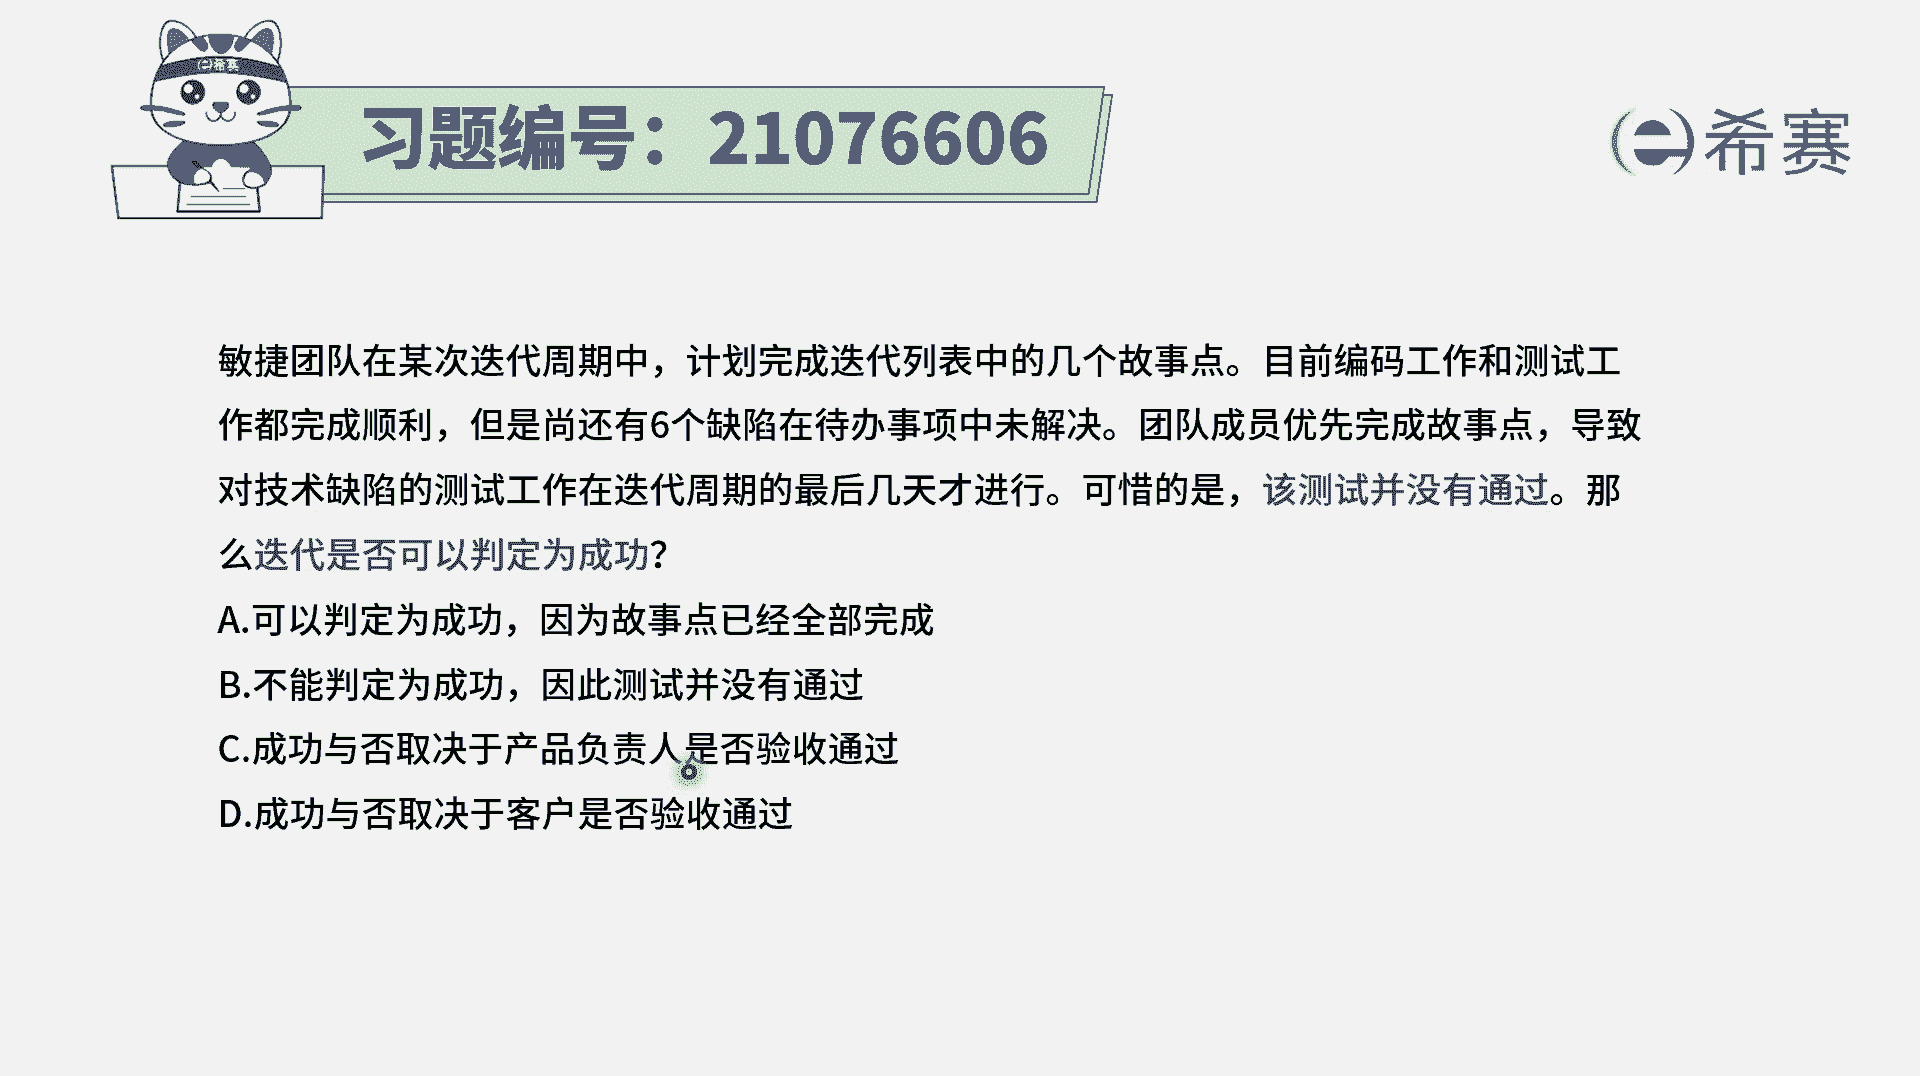 希赛
习题编号：21076606
希赛
敏捷团队在某次迭代周期中，计划完成迭代列表中的几个故事点。目前编码工作和测试工
作都完成顺利，但是尚还有6个缺陷在待办事项中未解决。团队成员优先完成故事点，导致
对技术缺陷的测试工作在迭代周期的最后几天才进行。可惜的是，该测试并没有通过。那
么迭代是否可以判定为成功？
A.可以判定为成功，因为故事点已经全部完成
B.不能判定为成功，因此测试并没有通过
C.成功与否取决于产品负责人是否验收通过
D.成功与否取决于客户是否验收通过